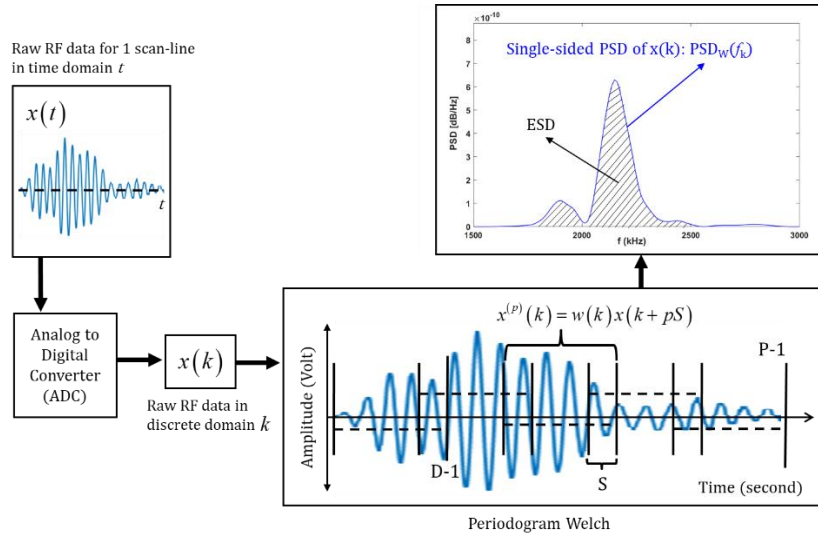 Raw RF data for 1 scan-line
in time domain t
x(t)
t
Analog to
Digital
Converter
(ADC)
x(k)
Raw RF data in
discrete domain k
×10⁻¹⁰
Single-sided PSD of x(k): PSD_W(f_k)
ESD
PSD [dB/Hz]
9
8
7
6
5
4
3
2
1
0
1500
2000
2500
3000
f (kHz)
x^(p)(k) = w(k)x(k + pS)
P-1
Amplitude (Volt)
D-1
S
Time (second)
Periodogram Welch